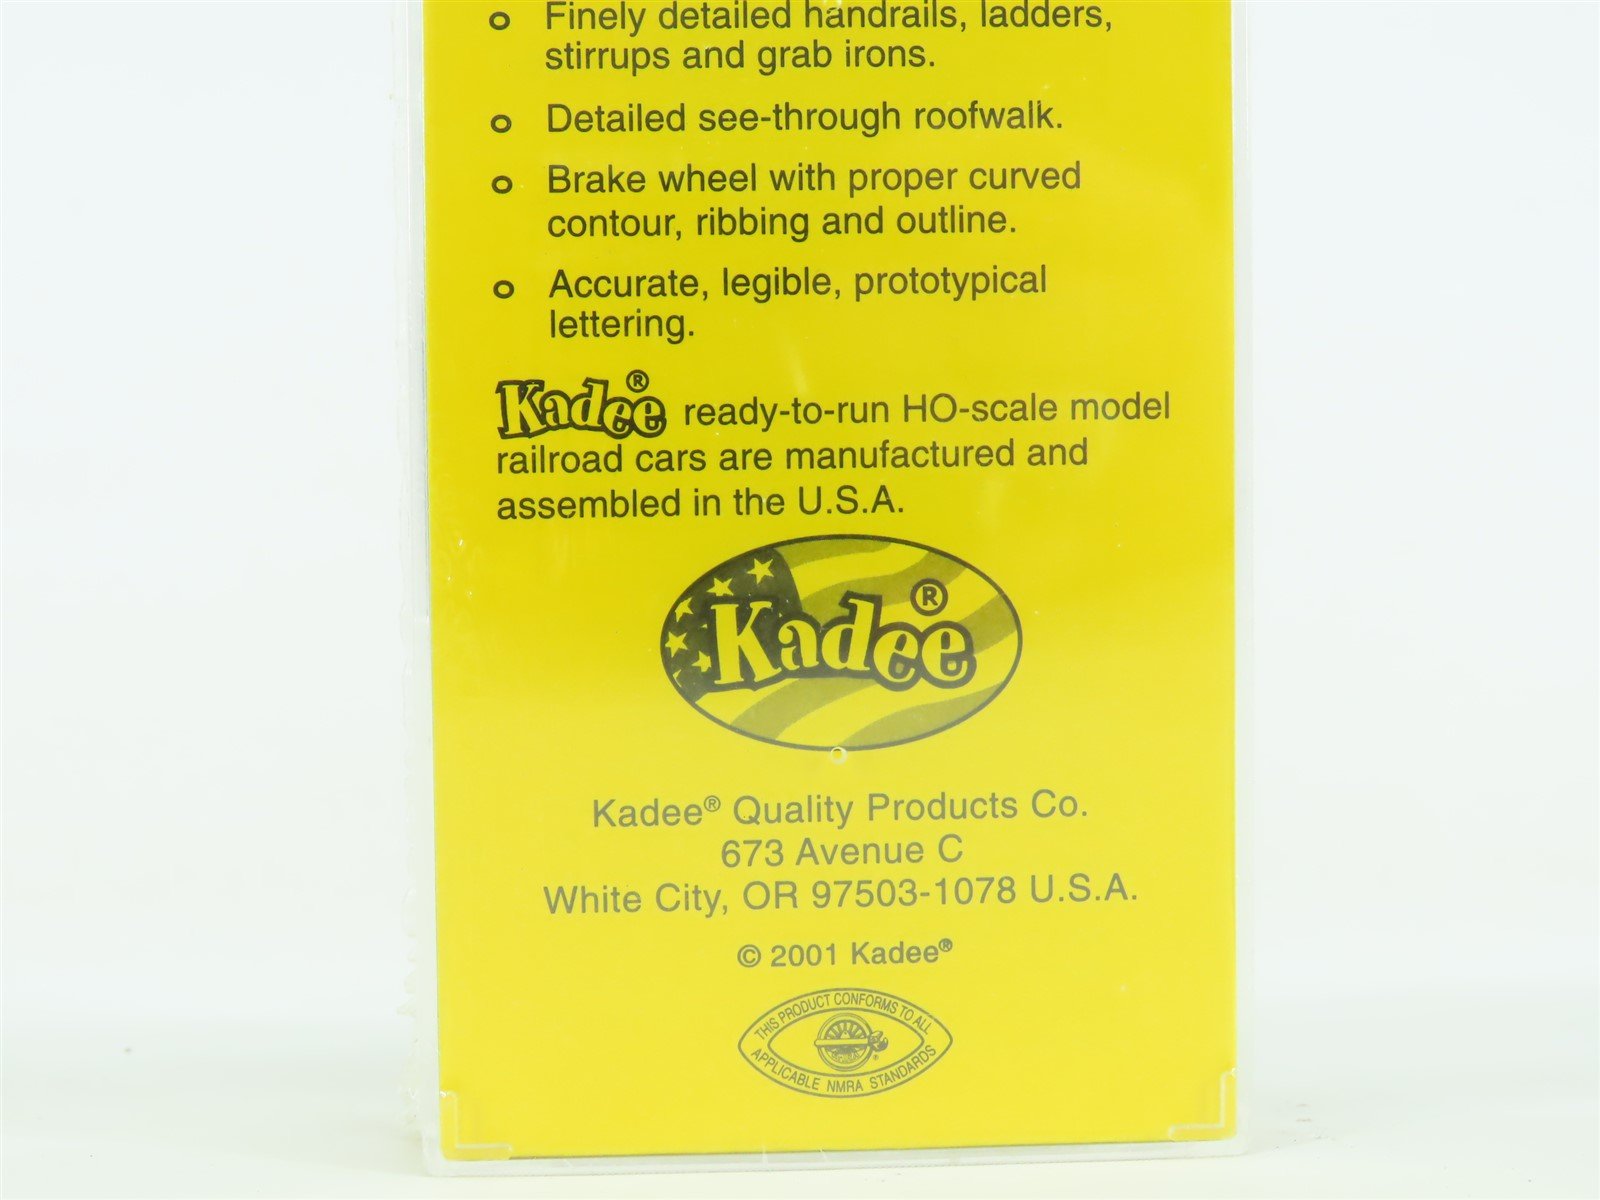 o Finely detailed handrails, ladders,
stirrups and grab irons.
o Detailed see-through roofwalk.
o Brake wheel with proper curved
contour, ribbing and outline.
o Accurate, legible, prototypical
lettering.
Kadee® ready-to-run HO-scale model
railroad cars are manufactured and
assembled in the U.S.A.
Kadee®
Kadee® Quality Products Co.
673 Avenue C
White City, OR 97503-1078 U.S.A.
© 2001 Kadee®
THIS PRODUCT CONFORMS TO ALL
APPLICABLE NMRA STANDARDS